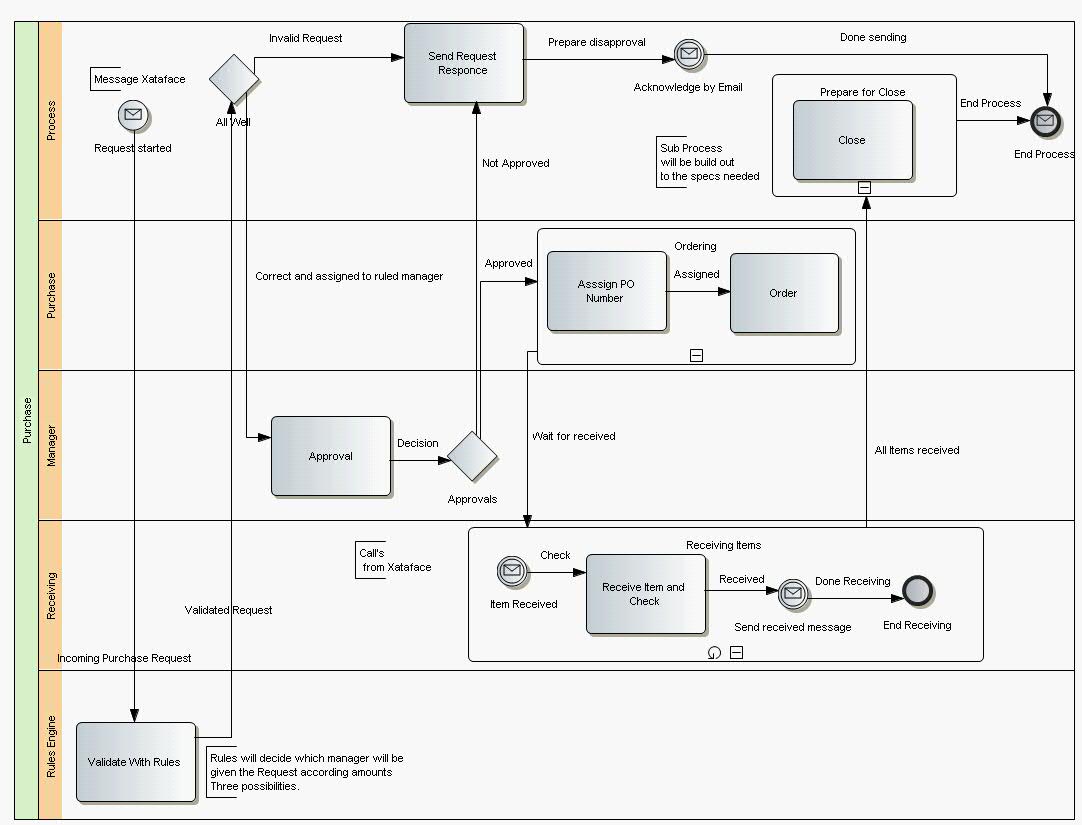 Purchase
Process
Message Xataface
Request started
All Well
Invalid Request
Send Request
Responce
Prepare disapproval
Acknowledge by Email
Done sending
Prepare for Close
Close
End Process
End Process
Sub Process
will be build out
to the specs needed
Not Approved
Purchase
Correct and assigned to ruled manager
Approved
Ordering
Asssign PO
Number
Assigned
Order
Manager
Approval
Decision
Approvals
Wait for received
All Items received
Receiving
Call's
from Xataface
Receiving Items
Item Received
Check
Receive Item and
Check
Received
Send received message
Done Receiving
End Receiving
Validated Request
Incoming Purchase Request
Rules Engine
Validate With Rules
Rules will decide which manager will be
given the Request according amounts
Three possibilities.